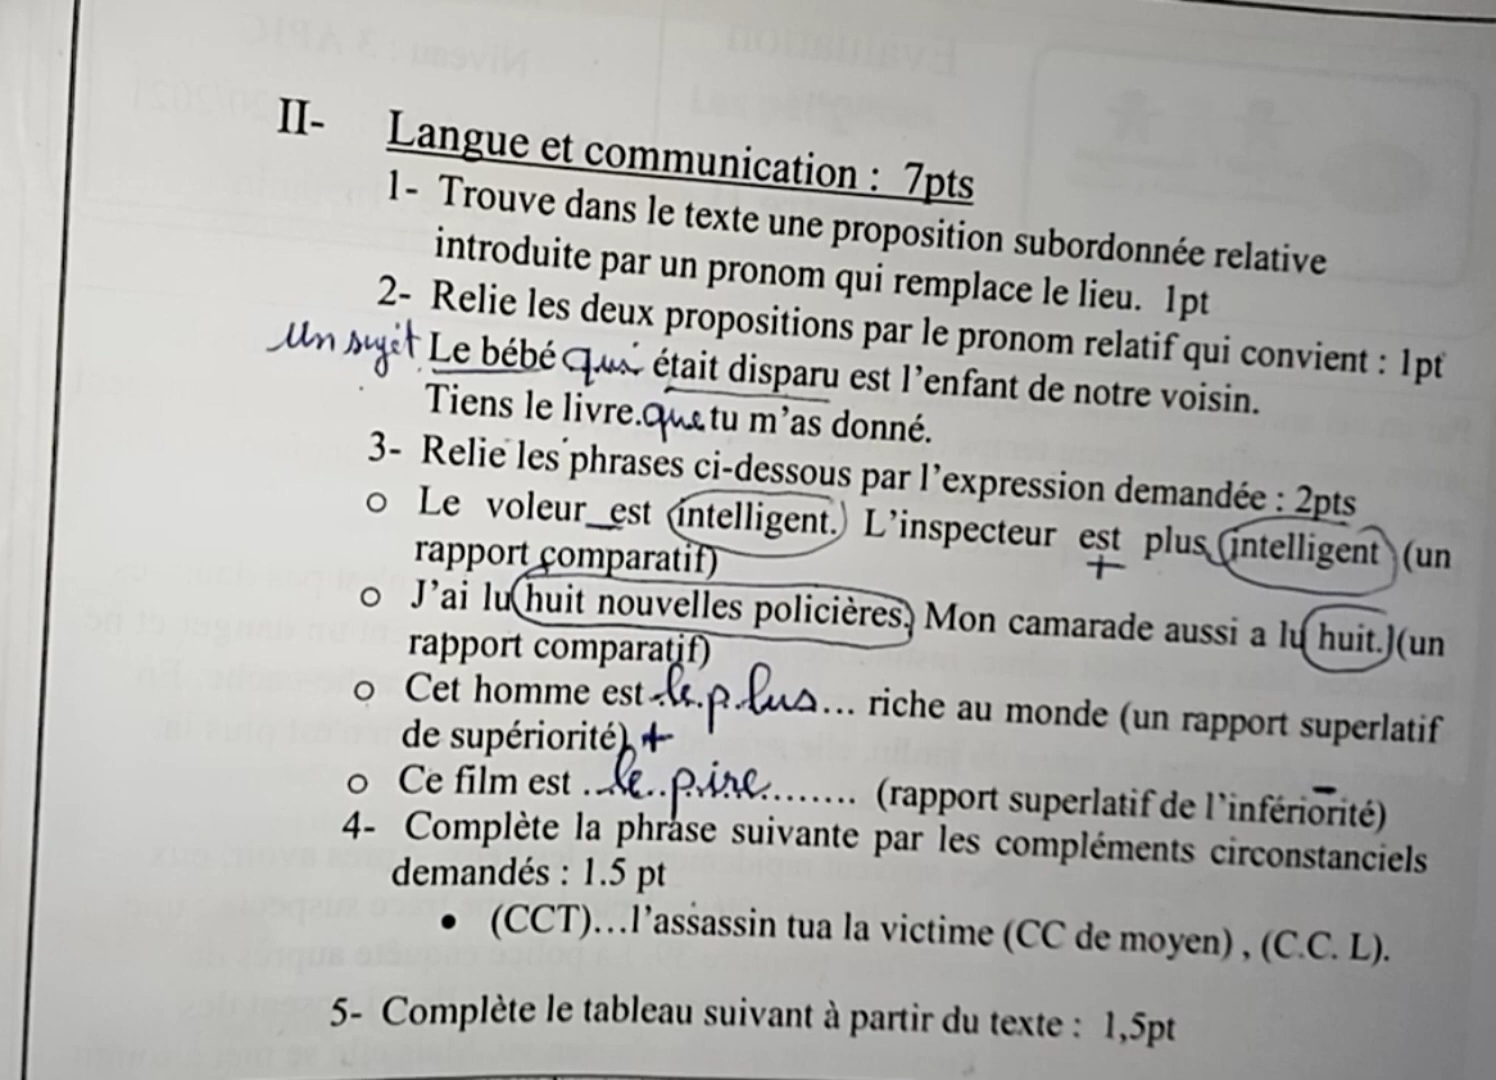 II- Langue et communication : 7pts
1- Trouve dans le texte une proposition subordonnée relative
introduite par un pronom qui remplace le lieu. 1pt
2- Relie les deux propositions par le pronom relatif qui convient : 1pt
Un sujet Le bébé qui était disparu est l'enfant de notre voisin.
Tiens le livre.que tu m'as donné.
3- Relie les phrases ci-dessous par l'expression demandée : 2pts
o Le voleur est intelligent. L'inspecteur est plus intelligent (un
+
rapport comparatif)
o J'ai lu huit nouvelles policières. Mon camarade aussi a lu huit. (un
rapport comparatif)
o Cet homme est le plus... riche au monde (un rapport superlatif
de supériorité) +
o Ce film est ..le pire........ (rapport superlatif de l'infériorité)
4- Complète la phrase suivante par les compléments circonstanciels
demandés : 1.5 pt
• (CCT)...l'assassin tua la victime (CC de moyen) , (C.C. L).
5- Complète le tableau suivant à partir du texte : 1,5pt